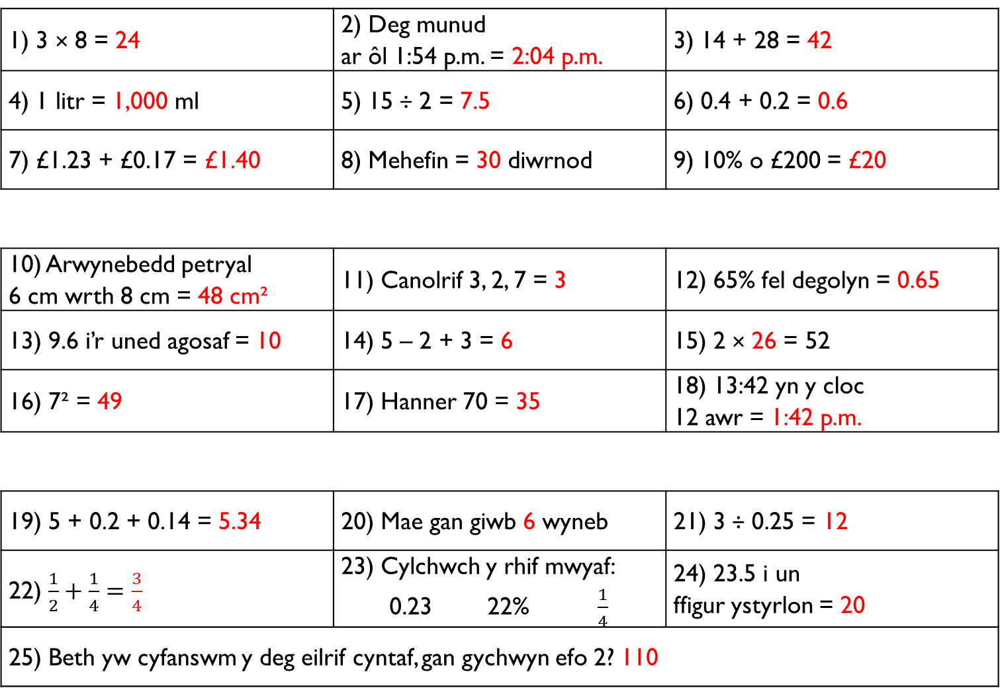 1) 3 × 8 = 24
2) Deg munud
ar ôl 1:54 p.m. = 2:04 p.m.
3) 14 + 28 = 42
4) 1 litr = 1,000 ml
5) 15 ÷ 2 = 7.5
6) 0.4 + 0.2 = 0.6
7) £1.23 + £0.17 = £1.40
8) Mehefin = 30 diwrnod
9) 10% o £200 = £20
10) Arwynebedd petryal
6 cm wrth 8 cm = 48 cm²
11) Canolrif 3, 2, 7 = 3
12) 65% fel degolyn = 0.65
13) 9.6 i’r uned agosaf = 10
14) 5 – 2 + 3 = 6
15) 2 × 26 = 52
16) 7² = 49
17) Hanner 70 = 35
18) 13:42 yn y cloc
12 awr = 1:42 p.m.
19) 5 + 0.2 + 0.14 = 5.34
20) Mae gan giwb 6 wyneb
21) 3 ÷ 0.25 = 12
22) 1/2 + 1/4 = 3/4
23) Cylchwch y rhif mwyaf:
0.23 22% 1/4
24) 23.5 i un
ffigur ystyrlon = 20
25) Beth yw cyfanswm y deg eilrif cyntaf, gan gychwyn efo 2? 110